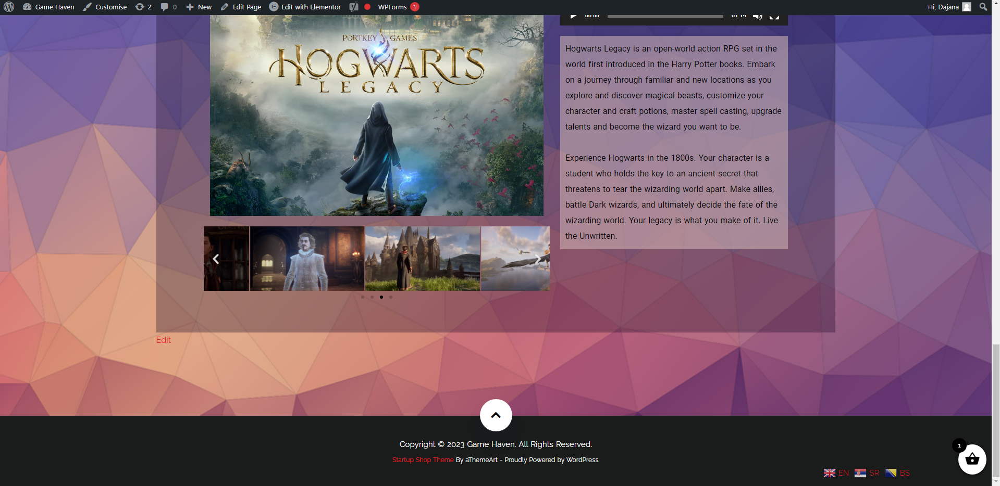 Game Haven Customise 2 0 New Edit Page Edit with Elementor WPForms 1 Hi, Dajana
00:00 01:19
PORTKEY GAMES
HOGWARTS
LEGACY
Hogwarts Legacy is an open-world action RPG set in the
world first introduced in the Harry Potter books. Embark
on a journey through familiar and new locations as you
explore and discover magical beasts, customize your
character and craft potions, master spell casting, upgrade
talents and become the wizard you want to be.
Experience Hogwarts in the 1800s. Your character is a
student who holds the key to an ancient secret that
threatens to tear the wizarding world apart. Make allies,
battle Dark wizards, and ultimately decide the fate of the
wizarding world. Your legacy is what you make of it. Live
the Unwritten.
Edit
Copyright © 2023 Game Haven. All Rights Reserved.
Startup Shop Theme By aThemeArt - Proudly Powered by WordPress.
1
EN SR BS